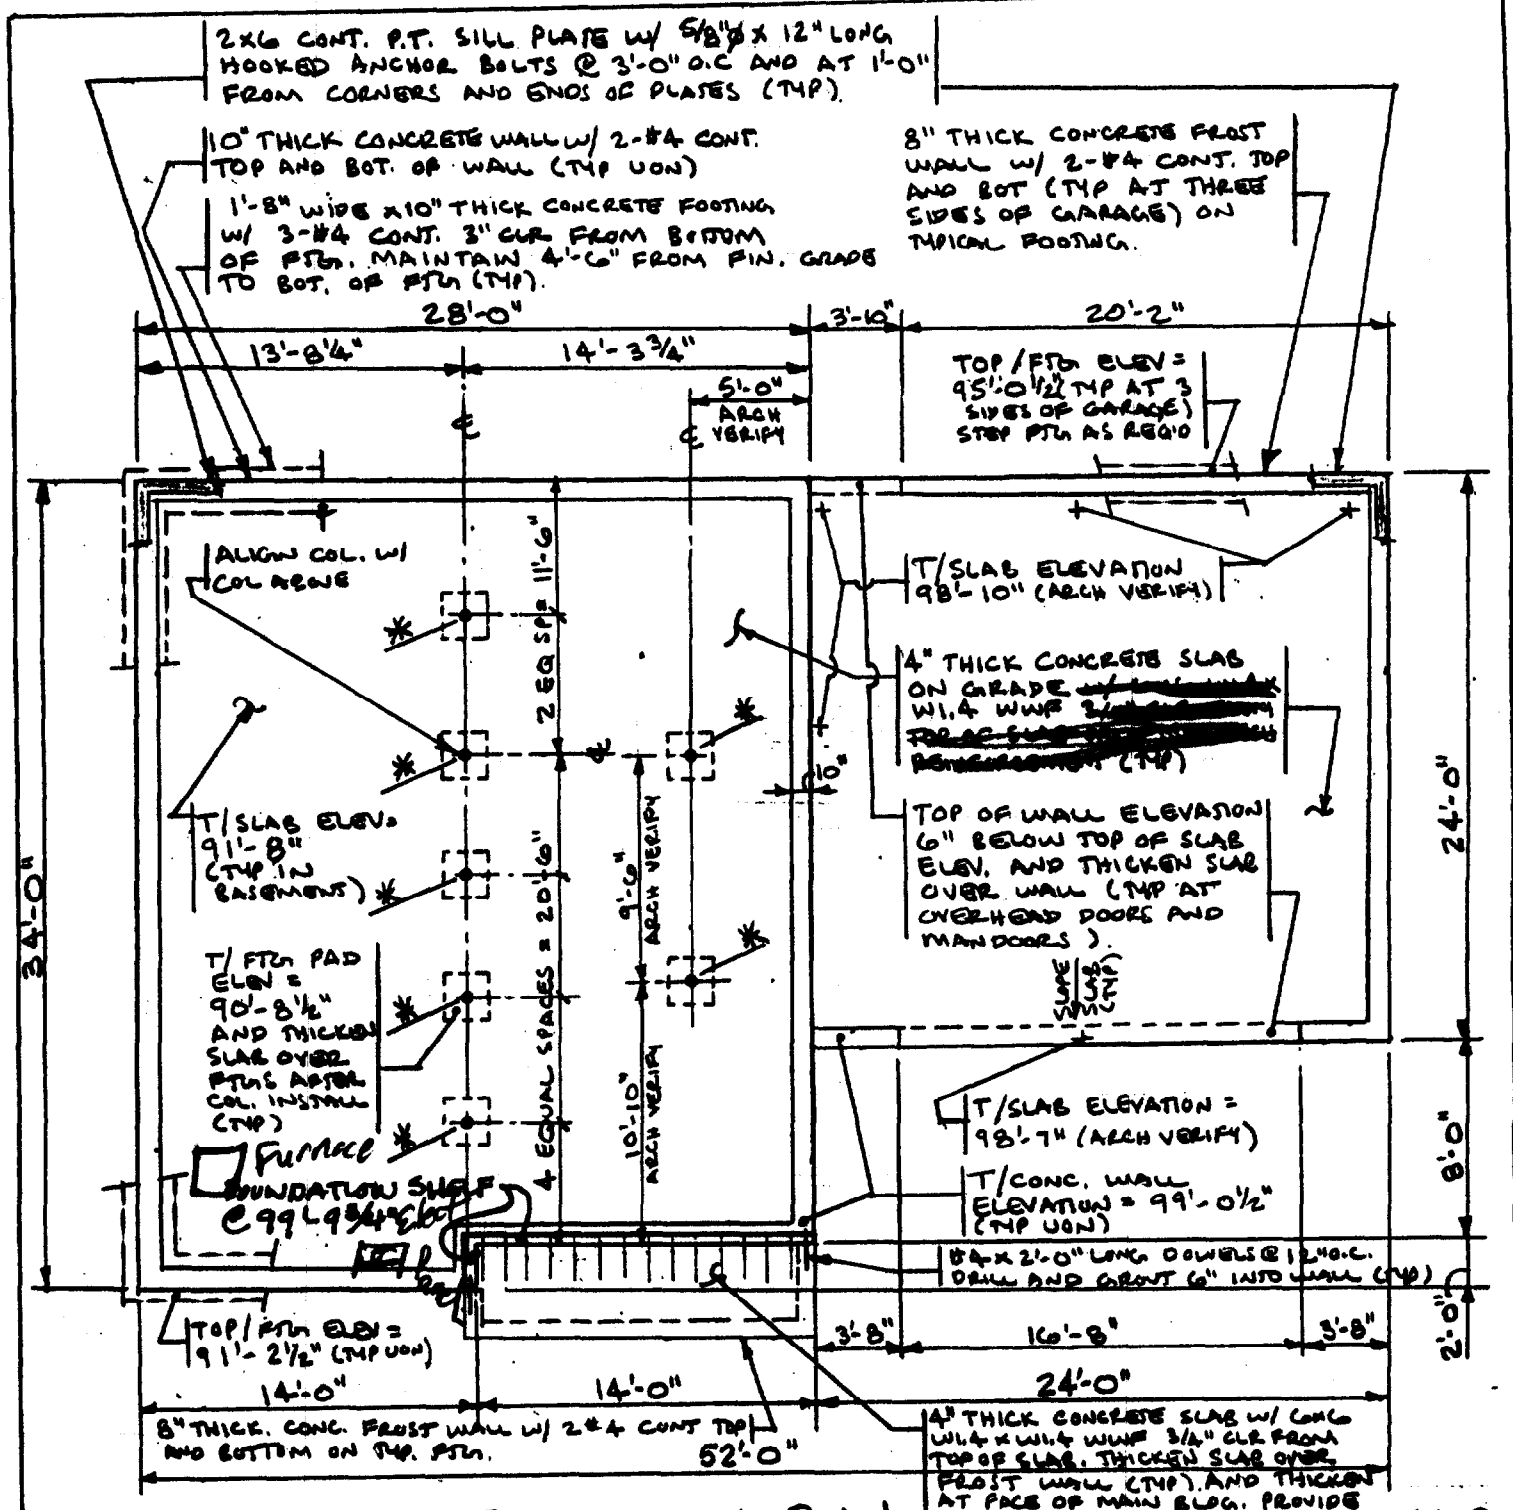 2X6 CONT. P.T. SILL PLATE W/ 5/8"Ø X 12" LONG
HOOKED ANCHOR BOLTS @ 3'-0" O.C AND AT 1'-0"
FROM CORNERS AND ENDS OF PLATES (TYP).
10" THICK CONCRETE WALL W/ 2-#4 CONT.
TOP AND BOT. OF WALL (TYP UON)
1'-8" WIDE x10" THICK CONCRETE FOOTING
W/ 3-#4 CONT. 3" CLR FROM BOTTOM
OF FTG. MAINTAIN 4'-6" FROM FIN. GRADE
TO BOT. OF FTG (TYP).
8" THICK CONCRETE FROST
WALL W/ 2-#4 CONT. TOP
AND BOT (TYP AT THREE
SIDES OF GARAGE) ON
TYPICAL FOOTING.
28'-0"
3'-10"
20'-2"
13'-8 1/4"
14'-3 3/4"
5'-0"
ARCH
VERIFY
℄
℄
TOP/FTG ELEV=
95'-0 1/2" (TYP AT 3
SIDES OF GARAGE)
STEP FTG AS REQ'D
ALIGN COL. W/
COL ABOVE
2 EQ SP = 11'-6"
℄
T/SLAB ELEVATION
98'-10" (ARCH VERIFY)
4" THICK CONCRETE SLAB
ON GRADE
W1.4 WWF
(TYP)
10"
T/SLAB ELEV=
91'-8"
(TYP IN
BASEMENT)
4 EQUAL SPACES = 20'-6"
9'-6"
ARCH VERIFY
10'-10"
ARCH VERIFY
TOP OF WALL ELEVATION
6" BELOW TOP OF SLAB
ELEV. AND THICKEN SLAB
OVER WALL (TYP AT
OVERHEAD DOORS AND
MANDOORS).
SLOPE
SLAB
(TYP)
34'-0"
24'-0"
8'-0"
2'-0"
T/FTG PAD
ELEV =
90'-8 1/2"
AND THICKEN
SLAB OVER
FTGS AFTER
COL. INSTALL
(TYP)
Furnace
FOUNDATION SHELF
@ 99'-9 3/4"
T/SLAB ELEVATION =
98'-7" (ARCH VERIFY)
T/CONC. WALL
ELEVATION = 99'-0 1/2"
(TYP UON)
#4 x 2'-0" LONG DOWELS @ 12" O.C.
DRILL AND GROUT 6" INTO WALL (TYP)
TOP/FTG ELEV=
91'-2 1/2" (TYP UON)
3'-8"
16'-8"
3'-8"
14'-0"
14'-0"
24'-0"
8" THICK. CONC. FROST WALL W/ 2#4 CONT TOP
AND BOTTOM ON TYP. FTG.
52'-0"
4" THICK CONCRETE SLAB W/ 6x6
W1.4 x W1.4 WWF 3/4" CLR FROM
TOP OF SLAB. THICKEN SLAB OVER
FROST WALL (TYP) AND THICKEN
AT FACE OF MAIN BLDG. PROVIDE